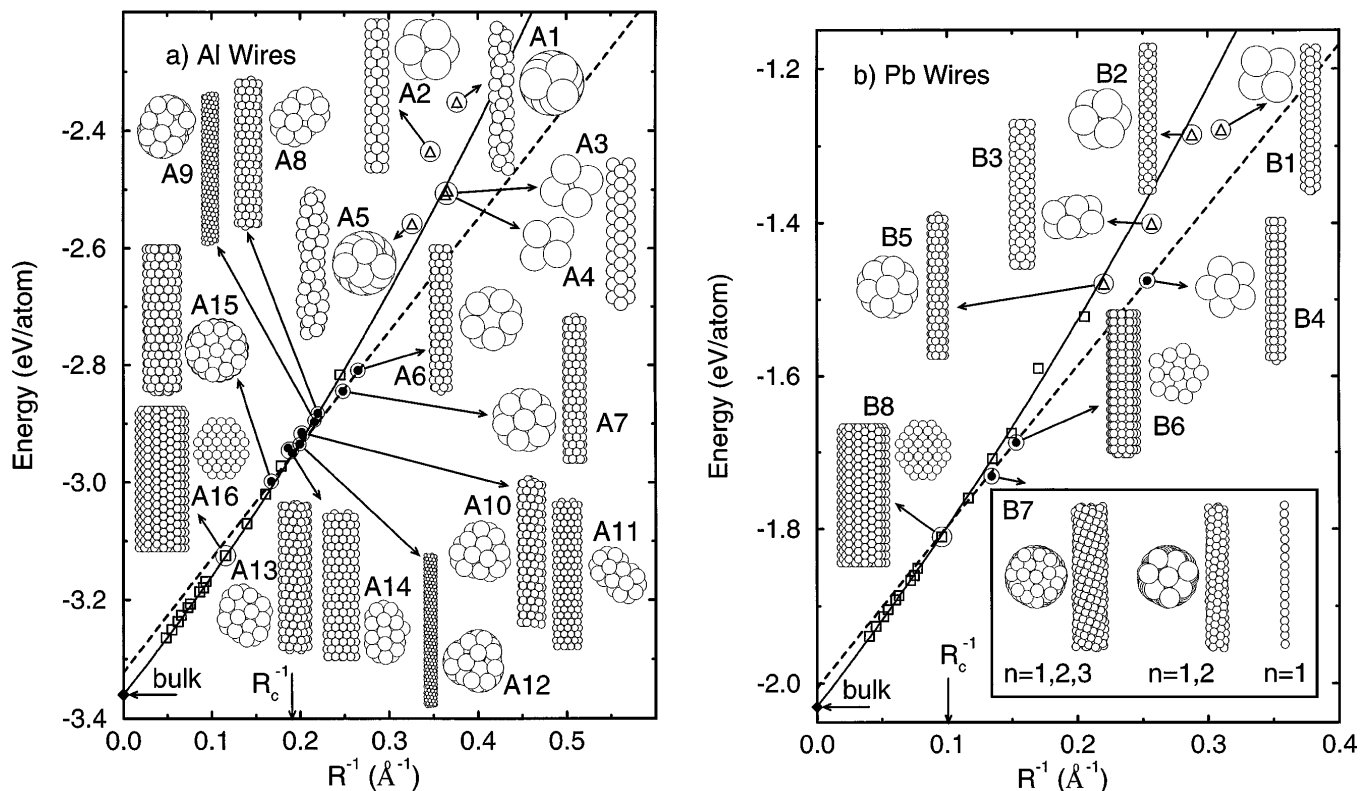 a) Al Wires
A1
A2
A3
A4
A5
A6
A7
A8
A9
A10
A11
A12
A13
A14
A15
A16
bulk
R_c^-1
Energy (eV/atom)
-2.4
-2.6
-2.8
-3.0
-3.2
-3.4
0.0 0.1 0.2 0.3 0.4 0.5
R^-1 (Å^-1)
b) Pb Wires
B1
B2
B3
B4
B5
B6
B7
B8
n=1,2,3 n=1,2 n=1
bulk
R_c^-1
Energy (eV/atom)
-1.2
-1.4
-1.6
-1.8
-2.0
0.0 0.1 0.2 0.3 0.4
R^-1 (Å^-1)